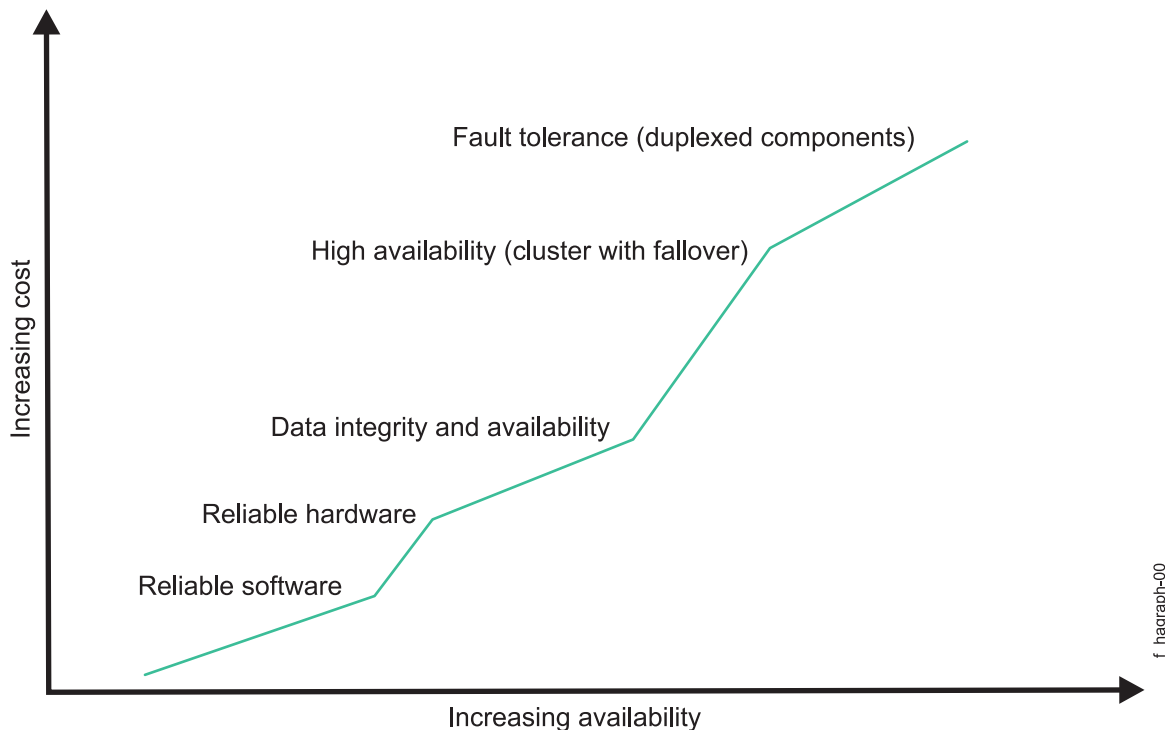 Fault tolerance (duplexed components)
High availability (cluster with fallover)
Increasing cost
Data integrity and availability
Reliable hardware
Reliable software
f_hagraph-00
Increasing availability